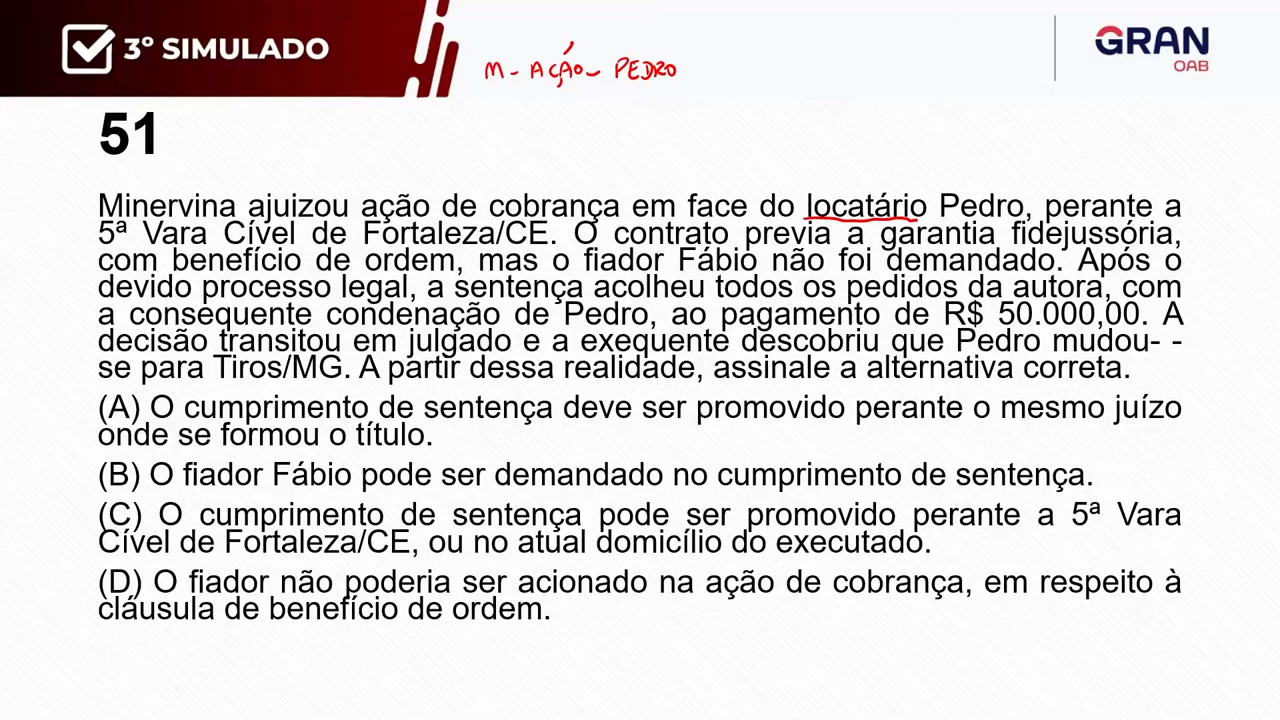 3º SIMULADO
M - AÇÃO - PEDRO
GRAN
OAB
51
Minervina ajuizou ação de cobrança em face do locatário Pedro, perante a
5ª Vara Cível de Fortaleza/CE. O contrato previa a garantia fidejussória,
com benefício de ordem, mas o fiador Fábio não foi demandado. Após o
devido processo legal, a sentença acolheu todos os pedidos da autora, com
a consequente condenação de Pedro, ao pagamento de R$ 50.000,00. A
decisão transitou em julgado e a exequente descobriu que Pedro mudou- -
se para Tiros/MG. A partir dessa realidade, assinale a alternativa correta.
(A) O cumprimento de sentença deve ser promovido perante o mesmo juízo
onde se formou o título.
(B) O fiador Fábio pode ser demandado no cumprimento de sentença.
(C) O cumprimento de sentença pode ser promovido perante a 5ª Vara
Cível de Fortaleza/CE, ou no atual domicílio do executado.
(D) O fiador não poderia ser acionado na ação de cobrança, em respeito à
cláusula de benefício de ordem.